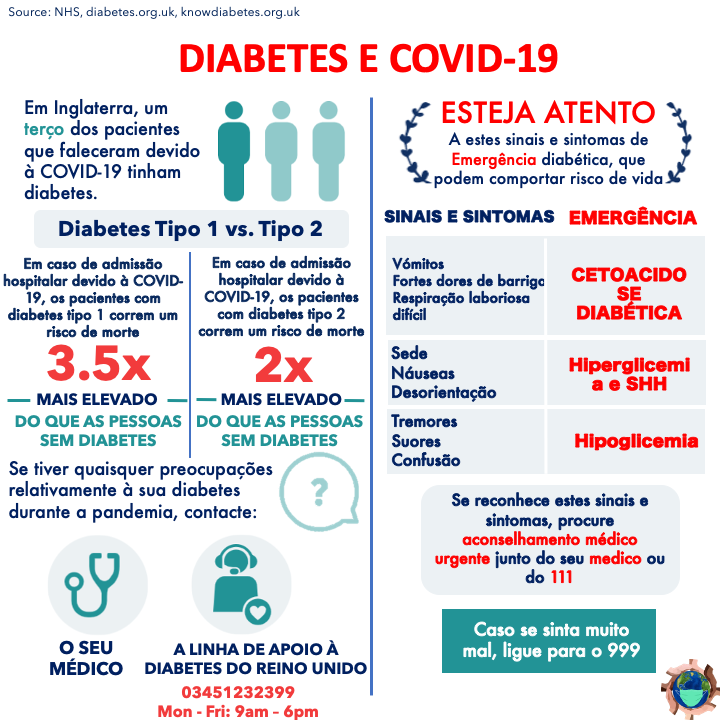 Source: NHS, diabetes.org.uk, knowdiabetes.org.uk
DIABETES E COVID-19
Em Inglaterra, um
terço dos pacientes
que faleceram devido
à COVID-19 tinham
diabetes.
Diabetes Tipo 1 vs. Tipo 2
Em caso de admissão
hospitalar devido à COVID-
19, os pacientes com
diabetes tipo 1 correm um
risco de morte
3.5x
MAIS ELEVADO
DO QUE AS PESSOAS
SEM DIABETES
Em caso de admissão
hospitalar devido à
COVID-19, os pacientes
com diabetes tipo 2
correm um risco de morte
2x
MAIS ELEVADO
DO QUE AS PESSOAS
SEM DIABETES
Se tiver quaisquer preocupações
relativamente à sua diabetes
durante a pandemia, contacte:
?
O SEU
MÉDICO
A LINHA DE APOIO À
DIABETES DO REINO UNIDO
03451232399
Mon - Fri: 9am – 6pm
ESTEJA ATENTO
A estes sinais e sintomas de
Emergência diabética, que
podem comportar risco de vida
SINAIS E SINTOMAS
EMERGÊNCIA
Vómitos
Fortes dores de barriga
Respiração laboriosa
difícil
CETOACIDO
SE
DIABÉTICA
Sede
Náuseas
Desorientação
Hiperglicemi
a e SHH
Tremores
Suores
Confusão
Hipoglicemia
Se reconhece estes sinais e
sintomas, procure
aconselhamento médico
urgente junto do seu medico ou
do 111
Caso se sinta muito
mal, ligue para o 999